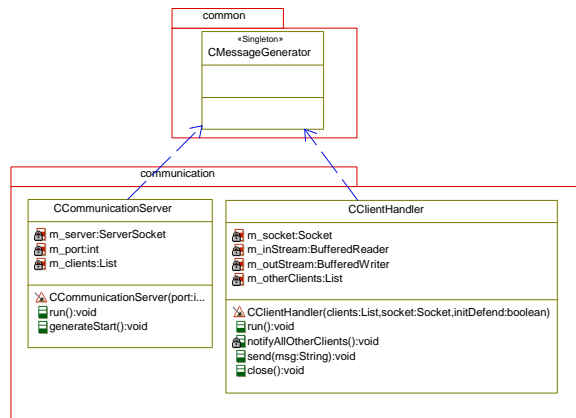 common
«Singleton»
CMessageGenerator
communication
CCommunicationServer
m_server:ServerSocket
m_port:int
m_clients:List
CCommunicationServer(port:i...
run():void
generateStart():void
CClientHandler
m_socket:Socket
m_inStream:BufferedReader
m_outStream:BufferedWriter
m_otherClients:List
CClientHandler(clients:List,socket:Socket,initDefend:boolean)
run():void
notifyAllOtherClients():void
send(msg:String):void
close():void